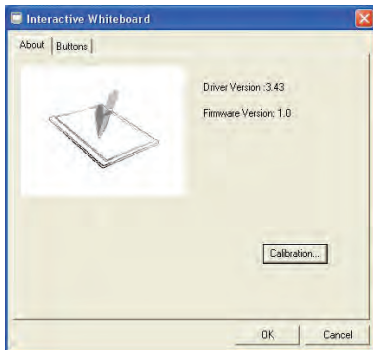 Interactive Whiteboard
About Buttons
Driver Version :3.43
Firmware Version: 1.0
Calibration...
OK Cancel